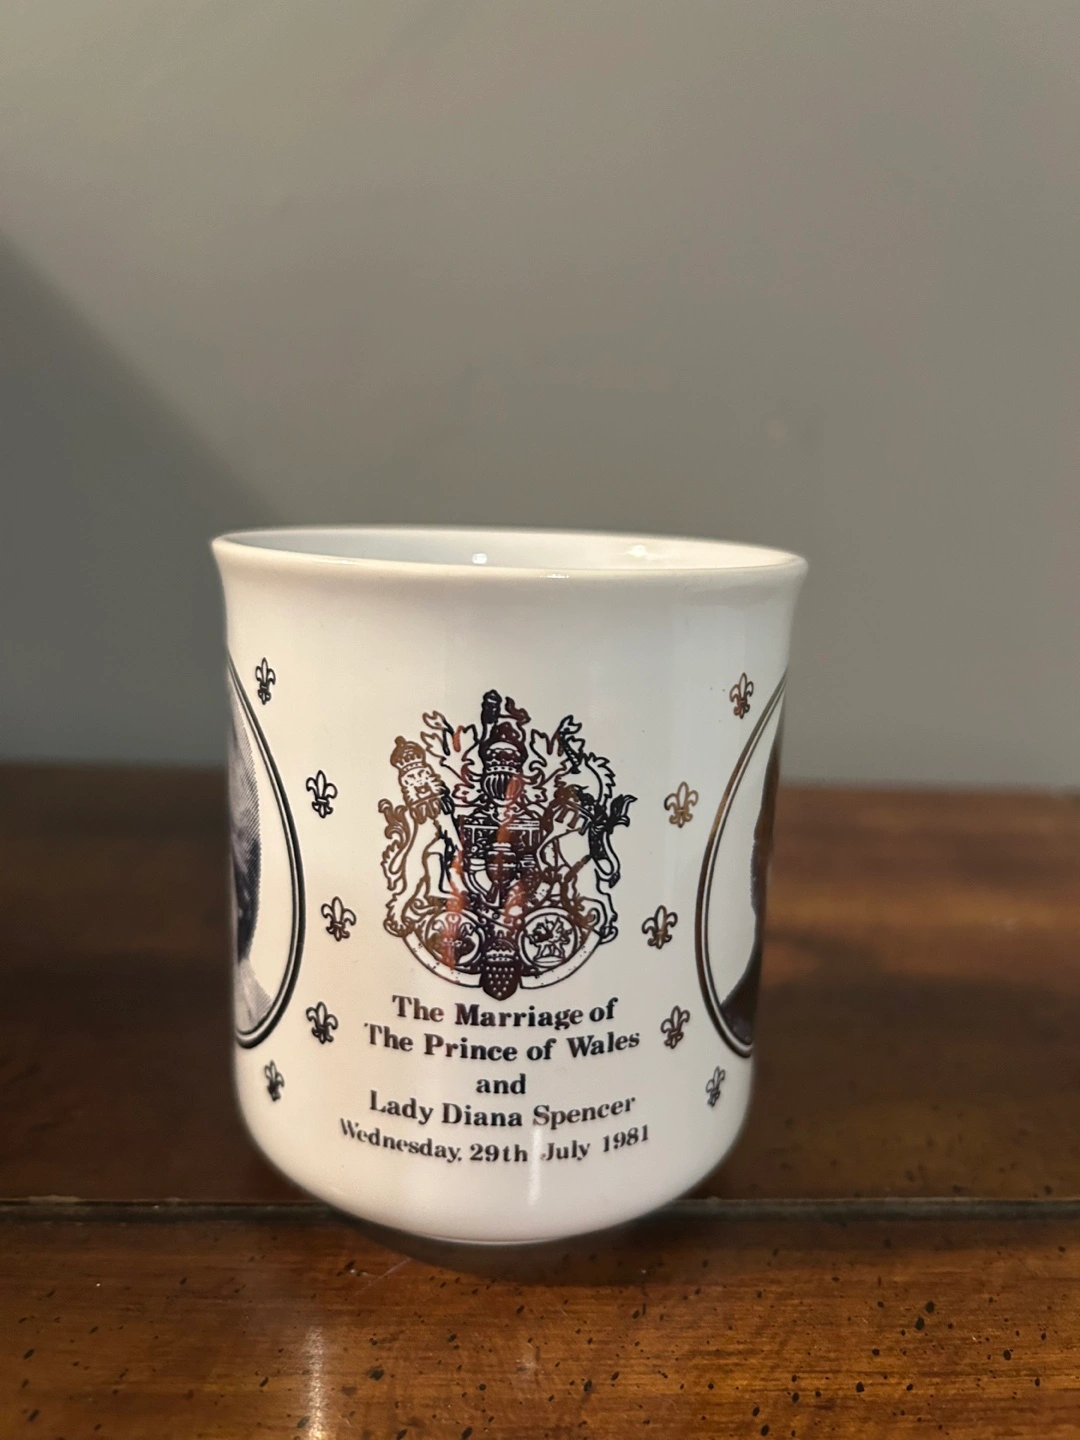 The Marriage of
The Prince of Wales
and
Lady Diana Spencer
Wednesday, 29th July 1981